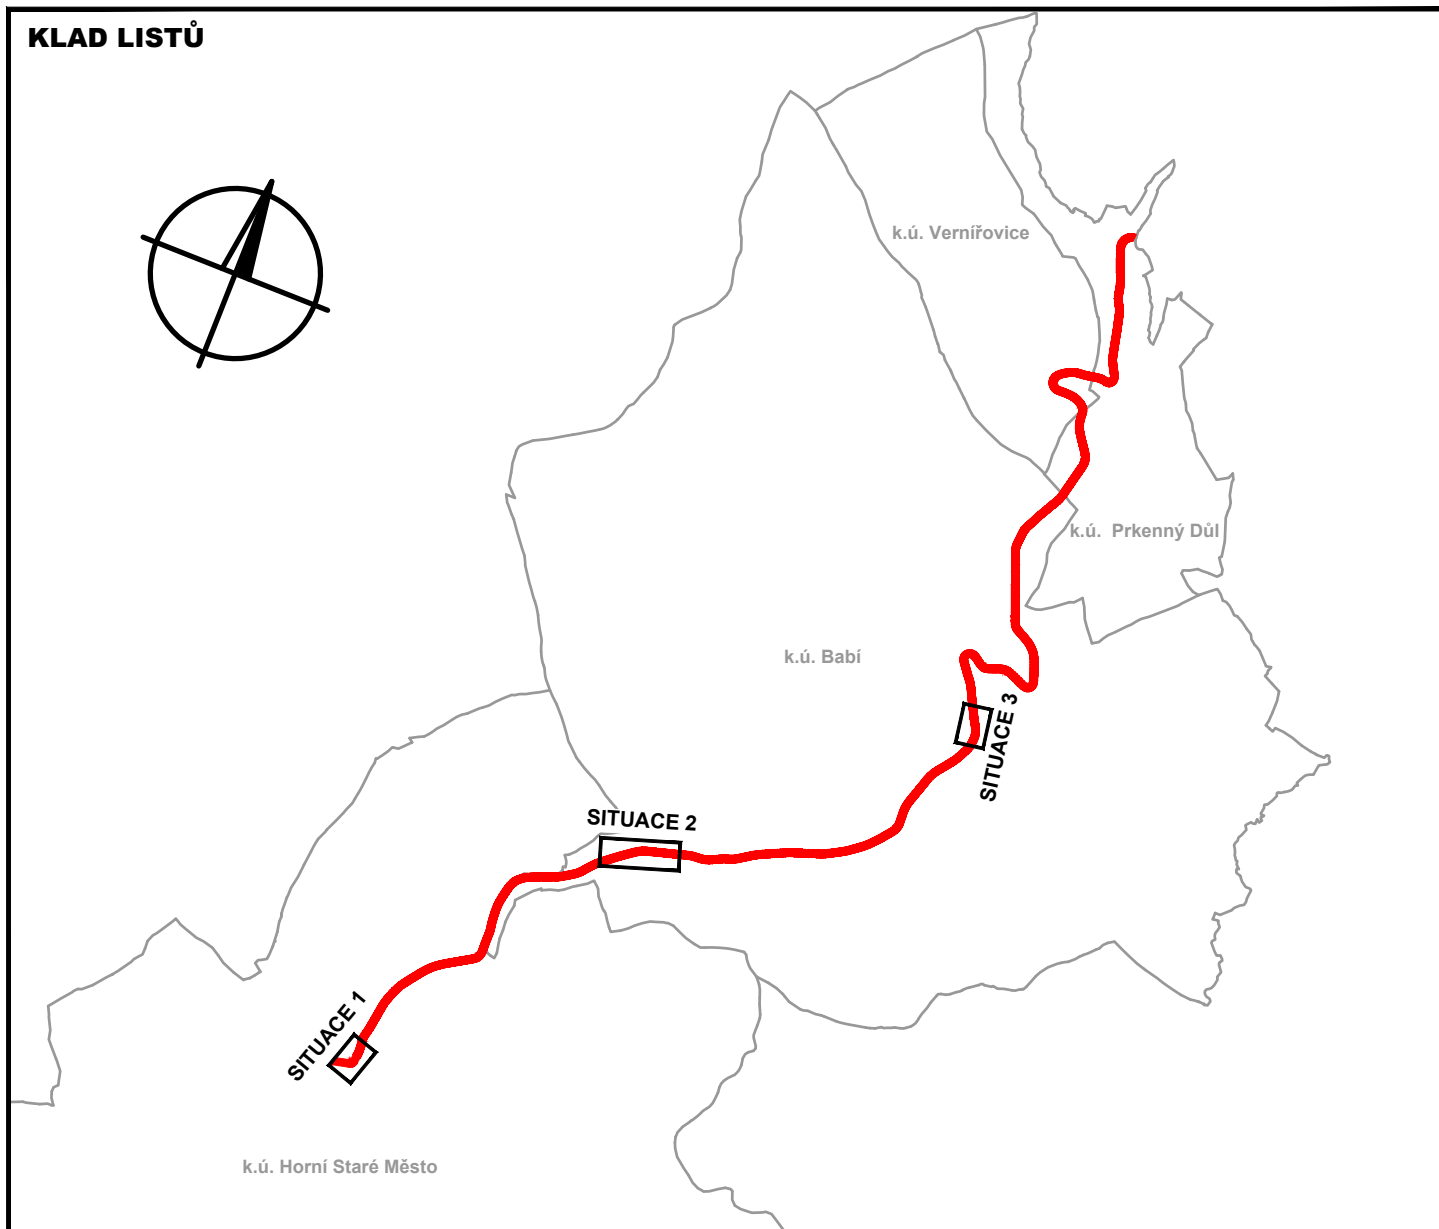 KLAD LISTŮ
k.ú. Vernířovice
k.ú. Prkenný Důl
k.ú. Babí
SITUACE 3
SITUACE 2
SITUACE 1
k.ú. Horní Staré Město